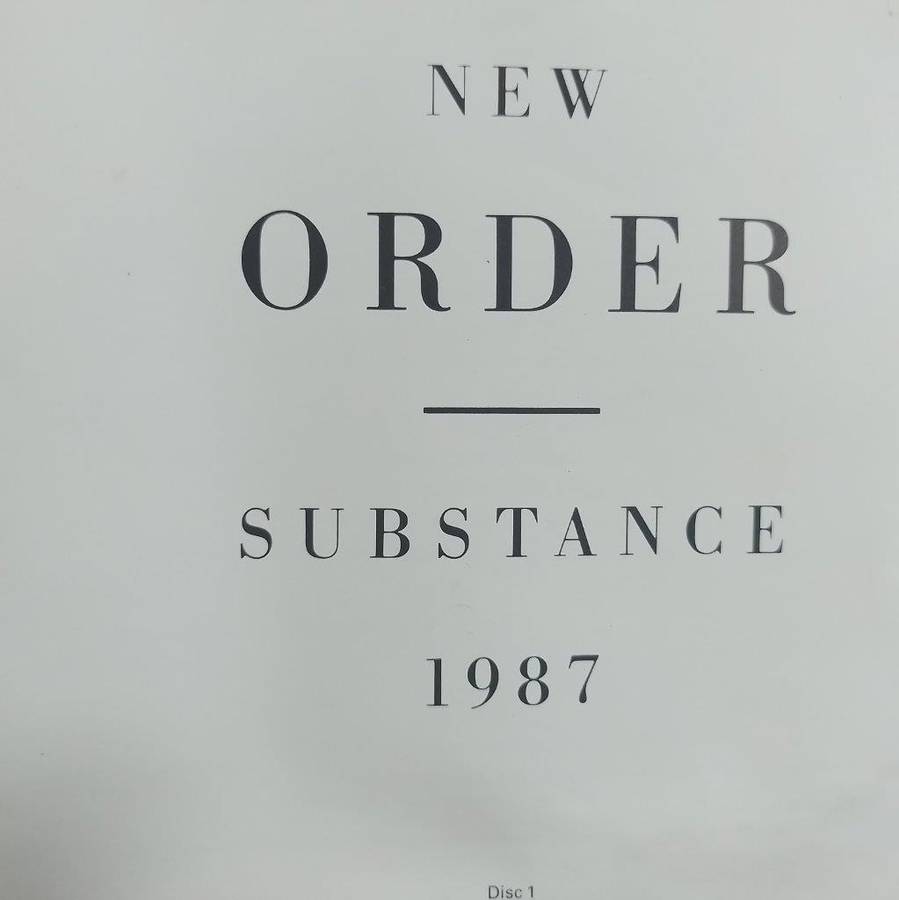 NEW
ORDER
SUBSTANCE
1987
Disc 1